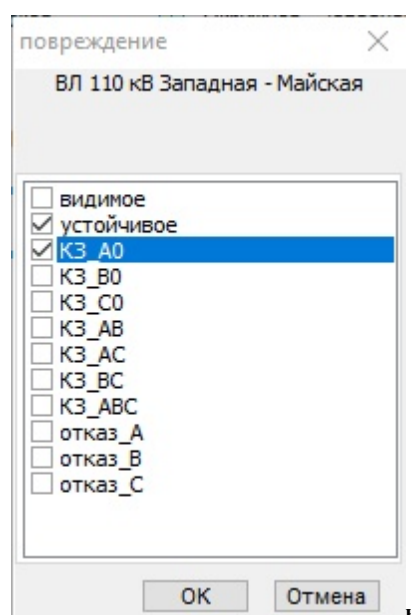 повреждение
ВЛ 110 кВ Западная - Майская
видимое
устойчивое
КЗ_А0
КЗ_В0
КЗ_С0
КЗ_АВ
КЗ_АС
КЗ_ВС
КЗ_АВС
отказ_А
отказ_В
отказ_С
ОК
Отмена